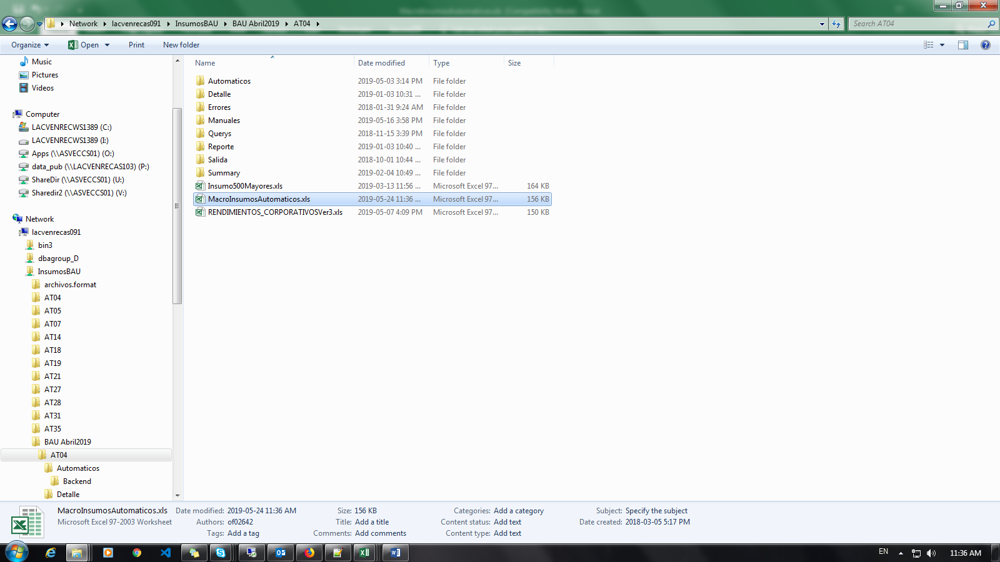 Network lacvenrecas091 InsumosBAU BAU Abril2019 AT04
Search AT04
Organize Open Print New folder
Music
Pictures
Videos
Computer
LACVENRECWS1389 (C:)
LACVENRECWS1389 (I:)
Apps (\\ASVECCS01) (O:)
data_pub (\\LACVENRECAS103) (P:)
ShareDir (\\ASVECCS01) (U:)
Sharedir2 (\\ASVECCS01) (V:)
Network
lacvenrecas091
bin3
dbagroup_D
InsumosBAU
archivos.format
AT04
AT05
AT07
AT14
AT18
AT19
AT21
AT27
AT28
AT31
AT35
BAU Abril2019
AT04
Automaticos
Backend
Detalle
Name Date modified Type Size
Automaticos 2019-05-03 3:14 PM File folder
Detalle 2019-01-03 10:31 ... File folder
Errores 2018-01-31 9:24 AM File folder
Manuales 2019-05-16 3:58 PM File folder
Querys 2018-11-15 3:39 PM File folder
Reporte 2019-01-03 10:40 ... File folder
Salida 2018-10-01 10:44 ... File folder
Summary 2019-02-04 10:49 ... File folder
Insumo500Mayores.xls 2019-03-13 11:56 ... Microsoft Excel 97... 164 KB
MacroInsumosAutomaticos.xls 2019-05-24 11:36 ... Microsoft Excel 97... 156 KB
RENDIMIENTOS_CORPORATIVOSVer3.xls 2019-05-07 4:09 PM Microsoft Excel 97... 150 KB
MacroInsumosAutomaticos.xls Date modified: 2019-05-24 11:36 AM Size: 156 KB Categories: Add a category Subject: Specify the subject
Microsoft Excel 97-2003 Worksheet Authors: of02642 Title: Add a title Content status: Add text Date created: 2018-03-05 5:17 PM
Tags: Add a tag Comments: Add comments Content type: Add text
EN 11:36 AM